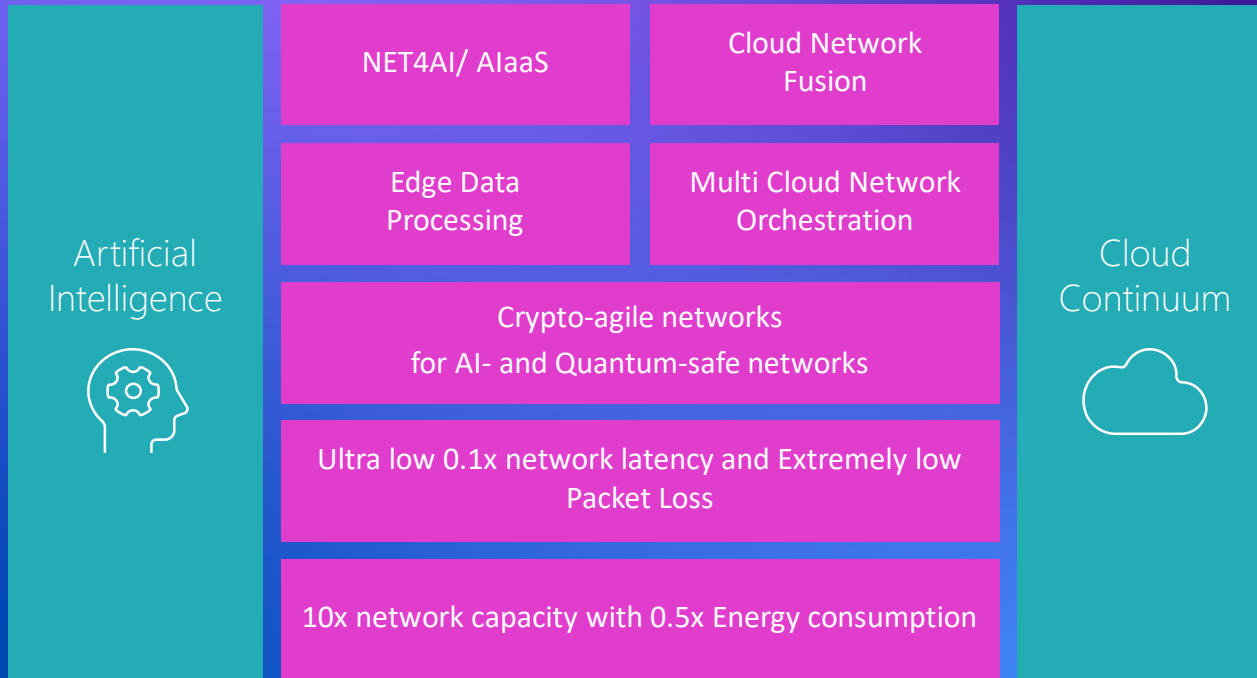 Artificial
Intelligence
NET4AI/ AIaaS
Cloud Network
Fusion
Edge Data
Processing
Multi Cloud Network
Orchestration
Crypto-agile networks
for AI- and Quantum-safe networks
Ultra low 0.1x network latency and Extremely low
Packet Loss
10x network capacity with 0.5x Energy consumption
Cloud
Continuum